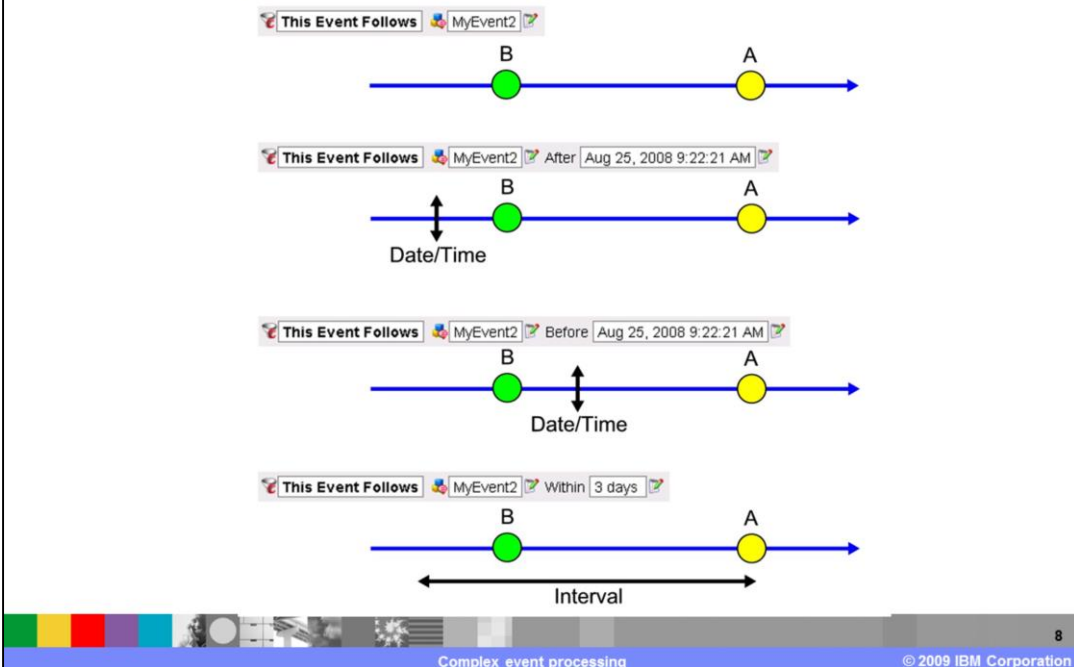 This Event Follows MyEvent2
B A
This Event Follows MyEvent2 After Aug 25, 2008 9:22:21 AM
B A
Date/Time
This Event Follows MyEvent2 Before Aug 25, 2008 9:22:21 AM
B A
Date/Time
This Event Follows MyEvent2 Within 3 days
B A
Interval
8
Complex event processing © 2009 IBM Corporation